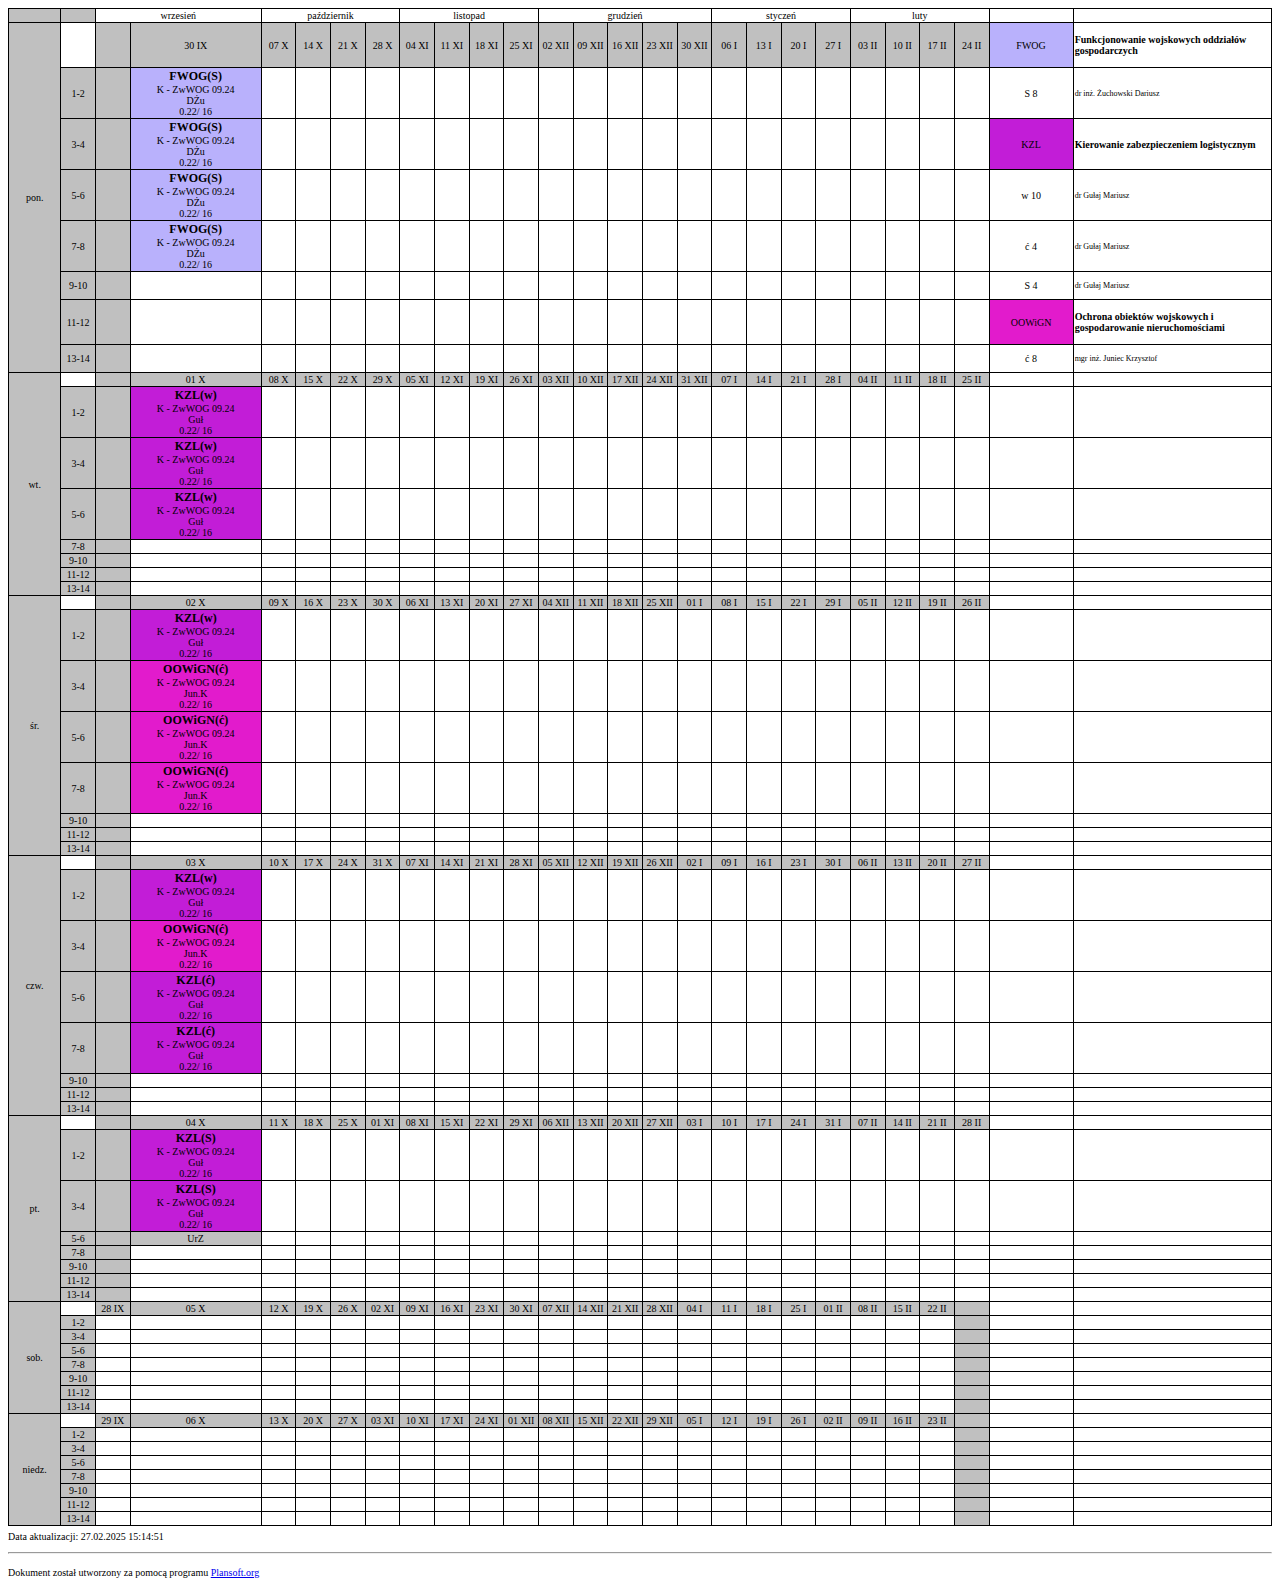 wrzesień październik listopad grudzień styczeń luty
pon. 30 IX 07 X 14 X 21 X 28 X 04 XI 11 XI 18 XI 25 XI 02 XII 09 XII 16 XII 23 XII 30 XII 06 I 13 I 20 I 27 I 03 II 10 II 17 II 24 II FWOG Funkcjonowanie wojskowych oddziałów gospodarczych
1-2 FWOG(S)
K - ZwWOG 09.24
DŻu
0.22/ 16
S 8 dr inż. Żuchowski Dariusz
3-4 FWOG(S)
K - ZwWOG 09.24
DŻu
0.22/ 16
KZL Kierowanie zabezpieczeniem logistycznym
5-6 FWOG(S)
K - ZwWOG 09.24
DŻu
0.22/ 16
w 10 dr Gułaj Mariusz
7-8 FWOG(S)
K - ZwWOG 09.24
DŻu
0.22/ 16
ć 4 dr Gułaj Mariusz
9-10 S 4 dr Gułaj Mariusz
11-12 OOWiGN Ochrona obiektów wojskowych i gospodarowanie nieruchomościami
13-14 ć 8 mgr inż. Juniec Krzysztof
wt. 01 X 08 X 15 X 22 X 29 X 05 XI 12 XI 19 XI 26 XI 03 XII 10 XII 17 XII 24 XII 31 XII 07 I 14 I 21 I 28 I 04 II 11 II 18 II 25 II
1-2 KZL(w)
K - ZwWOG 09.24
Guł
0.22/ 16
3-4 KZL(w)
K - ZwWOG 09.24
Guł
0.22/ 16
5-6 KZL(w)
K - ZwWOG 09.24
Guł
0.22/ 16
7-8
9-10
11-12
13-14
śr. 02 X 09 X 16 X 23 X 30 X 06 XI 13 XI 20 XI 27 XI 04 XII 11 XII 18 XII 25 XII 01 I 08 I 15 I 22 I 29 I 05 II 12 II 19 II 26 II
1-2 KZL(w)
K - ZwWOG 09.24
Guł
0.22/ 16
3-4 OOWiGN(ć)
K - ZwWOG 09.24
Jun.K
0.22/ 16
5-6 OOWiGN(ć)
K - ZwWOG 09.24
Jun.K
0.22/ 16
7-8 OOWiGN(ć)
K - ZwWOG 09.24
Jun.K
0.22/ 16
9-10
11-12
13-14
czw. 03 X 10 X 17 X 24 X 31 X 07 XI 14 XI 21 XI 28 XI 05 XII 12 XII 19 XII 26 XII 02 I 09 I 16 I 23 I 30 I 06 II 13 II 20 II 27 II
1-2 KZL(w)
K - ZwWOG 09.24
Guł
0.22/ 16
3-4 OOWiGN(ć)
K - ZwWOG 09.24
Jun.K
0.22/ 16
5-6 KZL(ć)
K - ZwWOG 09.24
Guł
0.22/ 16
7-8 KZL(ć)
K - ZwWOG 09.24
Guł
0.22/ 16
9-10
11-12
13-14
pt. 04 X 11 X 18 X 25 X 01 XI 08 XI 15 XI 22 XI 29 XI 06 XII 13 XII 20 XII 27 XII 03 I 10 I 17 I 24 I 31 I 07 II 14 II 21 II 28 II
1-2 KZL(S)
K - ZwWOG 09.24
Guł
0.22/ 16
3-4 KZL(S)
K - ZwWOG 09.24
Guł
0.22/ 16
5-6 UrZ
7-8
9-10
11-12
13-14
sob. 28 IX 05 X 12 X 19 X 26 X 02 XI 09 XI 16 XI 23 XI 30 XI 07 XII 14 XII 21 XII 28 XII 04 I 11 I 18 I 25 I 01 II 08 II 15 II 22 II
1-2
3-4
5-6
7-8
9-10
11-12
13-14
niedz. 29 IX 06 X 13 X 20 X 27 X 03 XI 10 XI 17 XI 24 XI 01 XII 08 XII 15 XII 22 XII 29 XII 05 I 12 I 19 I 26 I 02 II 09 II 16 II 23 II
1-2
3-4
5-6
7-8
9-10
11-12
13-14
Data aktualizacji: 27.02.2025 15:14:51
Dokument został utworzony za pomocą programu Plansoft.org